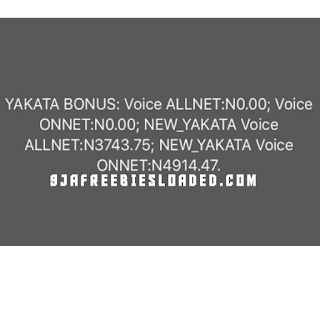 YAKATA BONUS: Voice ALLNET:N0.00; Voice
ONNET:N0.00; NEW_YAKATA Voice
ALLNET:N3743.75; NEW_YAKATA Voice
ONNET:N4914.47.
9JAFREEBIESLOADED.COM